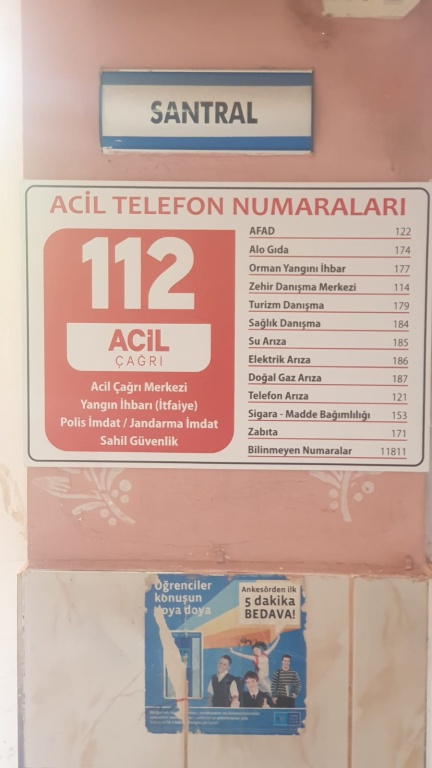 SANTRAL
ACİL TELEFON NUMARALARI
112
ACİL
ÇAĞRI
Acil Çağrı Merkezi
Yangın İhbarı (İtfaiye)
Polis İmdat / Jandarma İmdat
Sahil Güvenlik
AFAD 122
Alo Gıda 174
Orman Yangını İhbar 177
Zehir Danışma Merkezi 114
Turizm Danışma 179
Sağlık Danışma 184
Su Arıza 185
Elektrik Arıza 186
Doğal Gaz Arıza 187
Telefon Arıza 121
Sigara - Madde Bağımlılığı 153
Zabıta 171
Bilinmeyen Numaralar 11811
Öğrenciler
konuşun
doya doya
Ankesörden ilk
5 dakika
BEDAVA!